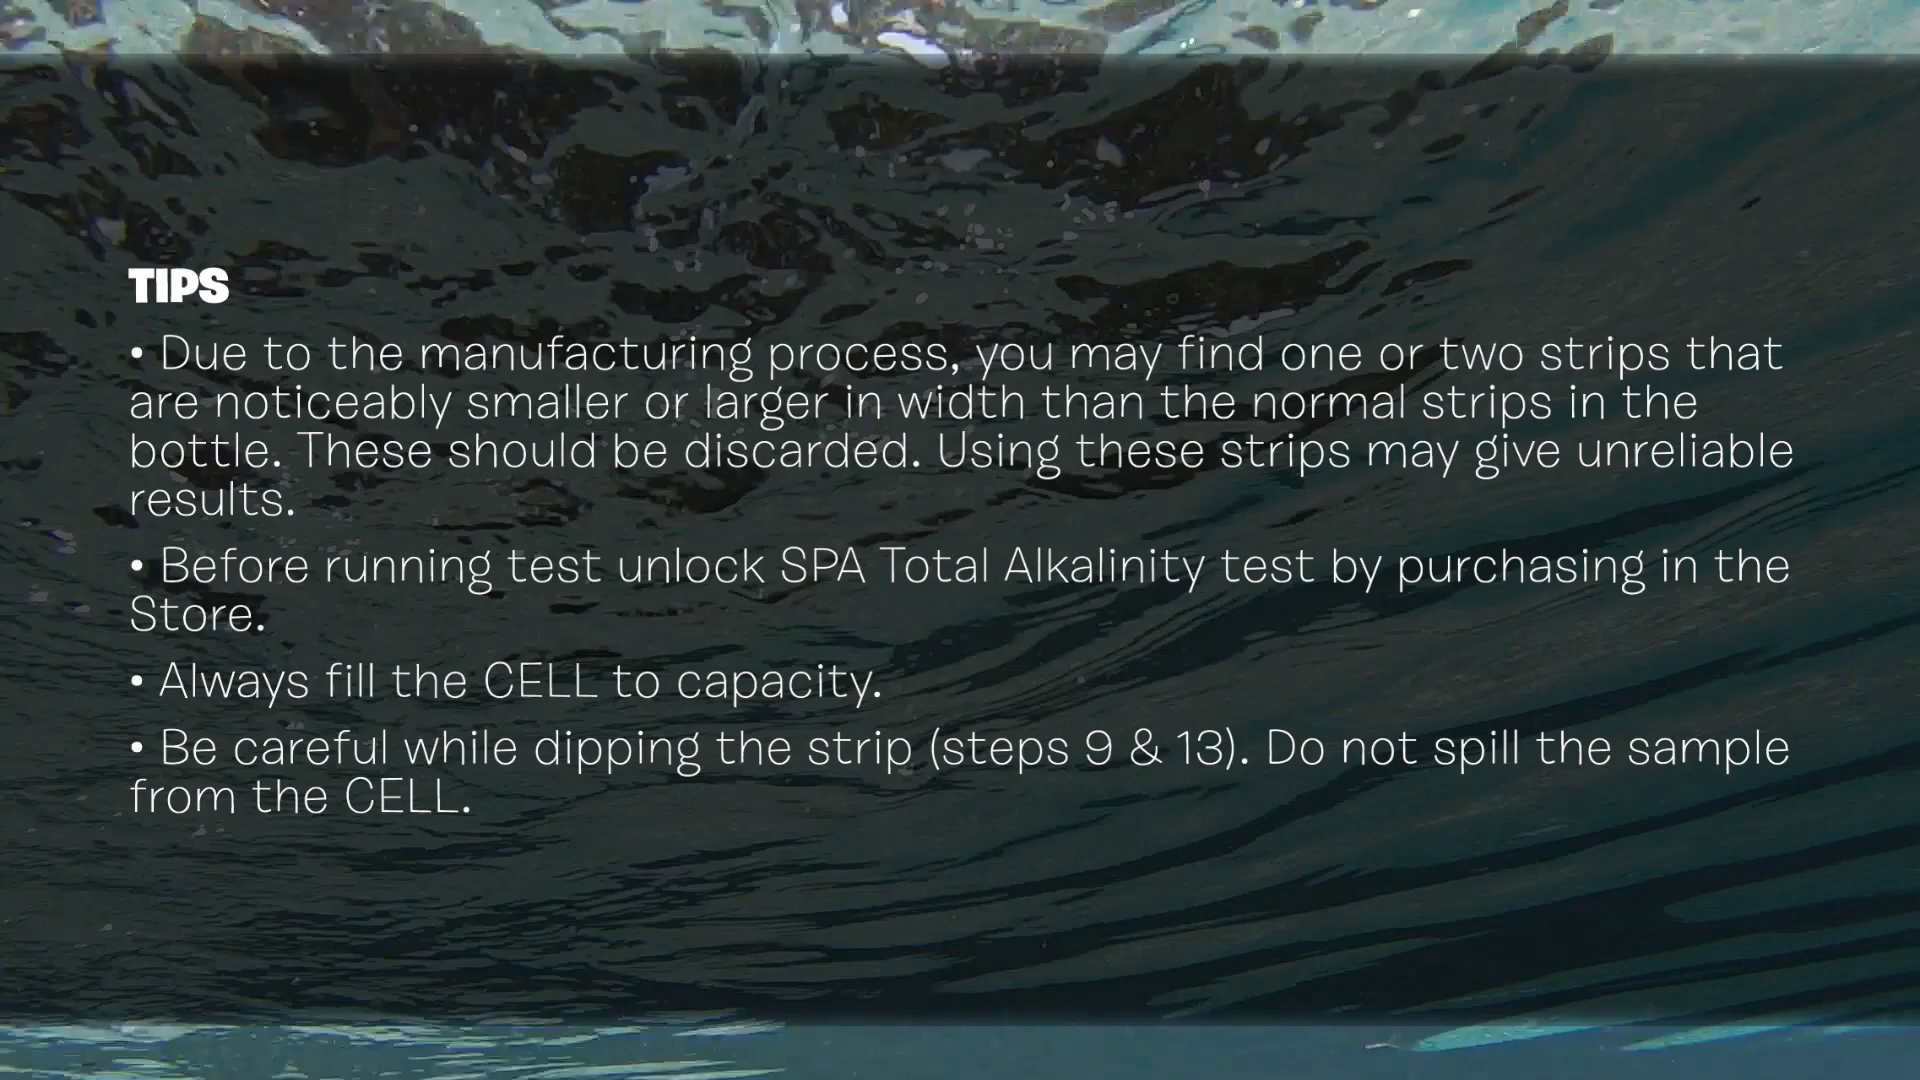 TIPS
• Due to the manufacturing process, you may find one or two strips that
are noticeably smaller or larger in width than the normal strips in the
bottle. These should be discarded. Using these strips may give unreliable
results.
• Before running test unlock SPA Total Alkalinity test by purchasing in the
Store.
• Always fill the CELL to capacity.
• Be careful while dipping the strip (steps 9 & 13). Do not spill the sample
from the CELL.